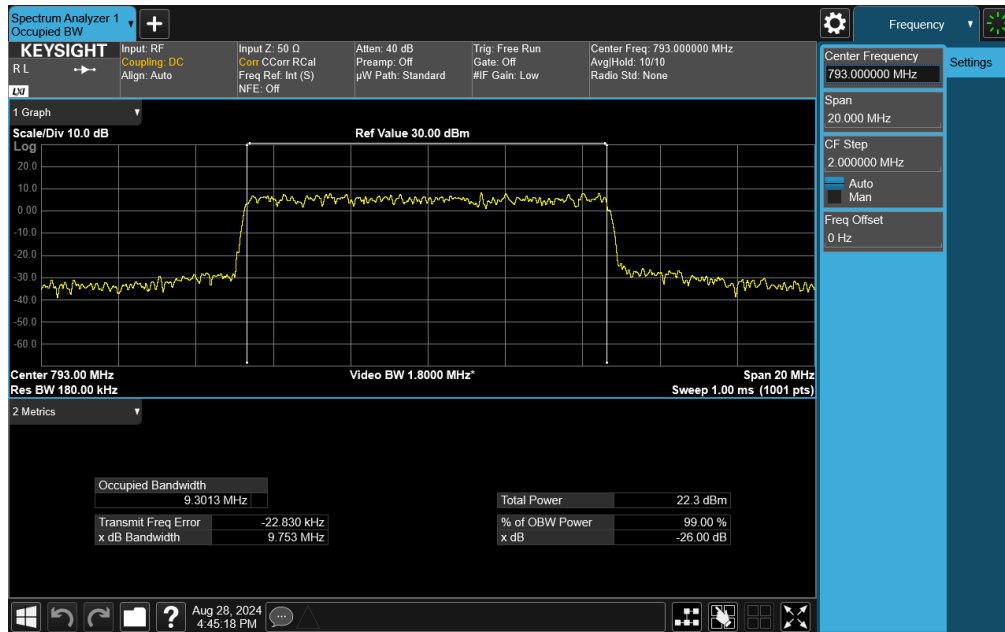 Spectrum Analyzer 1
Occupied BW
Frequency
KEYSIGHT
R L
LXI
Input: RF
Coupling: DC
Align: Auto
Input Z: 50 Ω
Corr CCorr RCal
Freq Ref: Int (S)
NFE: Off
Atten: 40 dB
Preamp: Off
µW Path: Standard
Trig: Free Run
Gate: Off
#IF Gain: Low
Center Freq: 793.000000 MHz
Avg|Hold: 10/10
Radio Std: None
Center Frequency
793.000000 MHz
Settings
Span
20.000 MHz
CF Step
2.000000 MHz
Auto
Man
Freq Offset
0 Hz
1 Graph
Scale/Div 10.0 dB
Ref Value 30.00 dBm
Log
20.0
10.0
0.00
-10.0
-20.0
-30.0
-40.0
-50.0
-60.0
Center 793.00 MHz
Video BW 1.8000 MHz*
Span 20 MHz
Res BW 180.00 kHz
Sweep 1.00 ms (1001 pts)
2 Metrics
Occupied Bandwidth
9.3013 MHz
Total Power 22.3 dBm
Transmit Freq Error -22.830 kHz
% of OBW Power 99.00 %
x dB Bandwidth 9.753 MHz
x dB -26.00 dB
Aug 28, 2024
4:45:18 PM